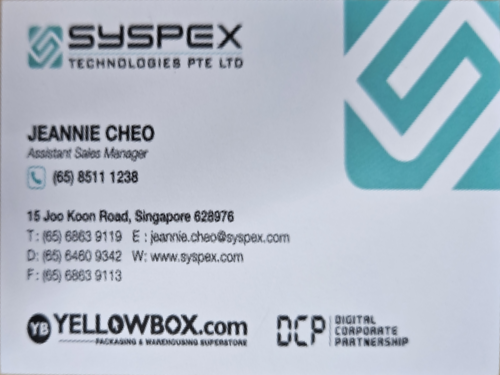 SYSPEX
TECHNOLOGIES PTE LTD
JEANNIE CHEO
Assistant Sales Manager
(65) 8511 1238
15 Joo Koon Road, Singapore 628976
T: (65) 6863 9119 E : jeannie.cheo@syspex.com
D: (65) 6460 9342 W: www.syspex.com
F: (65) 6863 9113
YB YELLOWBOX.com
PACKAGING & WAREHOUSING SUPERSTORE
DCP DIGITAL
CORPORATE
PARTNERSHIP